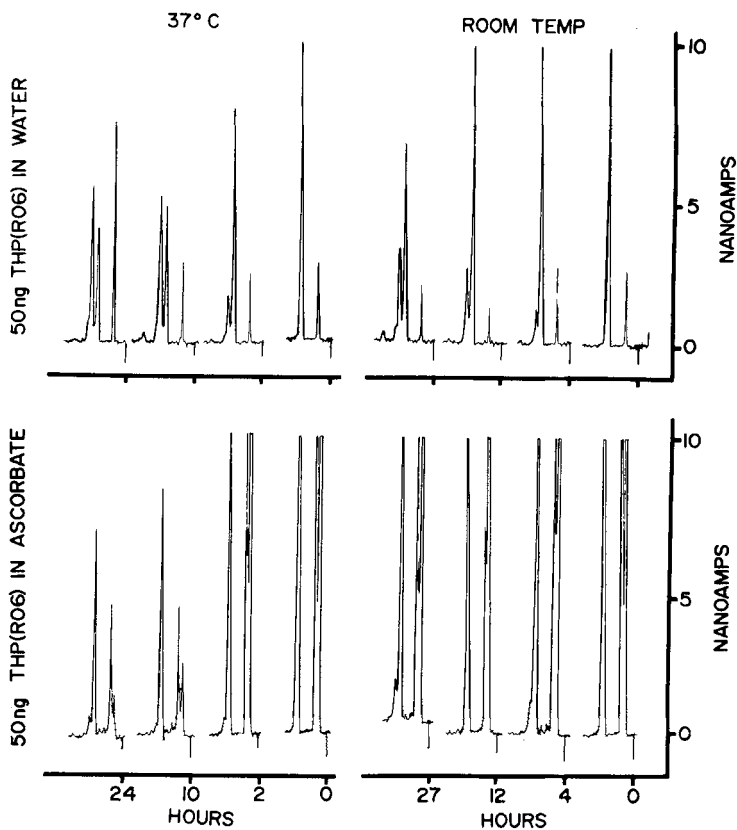 37° C
ROOM TEMP
50ng THP(RO6) IN WATER
10
5
0
NANOAMPS
50ng THP(RO6) IN ASCORBATE
10
5
0
NANOAMPS
24 10 2 0
HOURS
27 12 4 0
HOURS